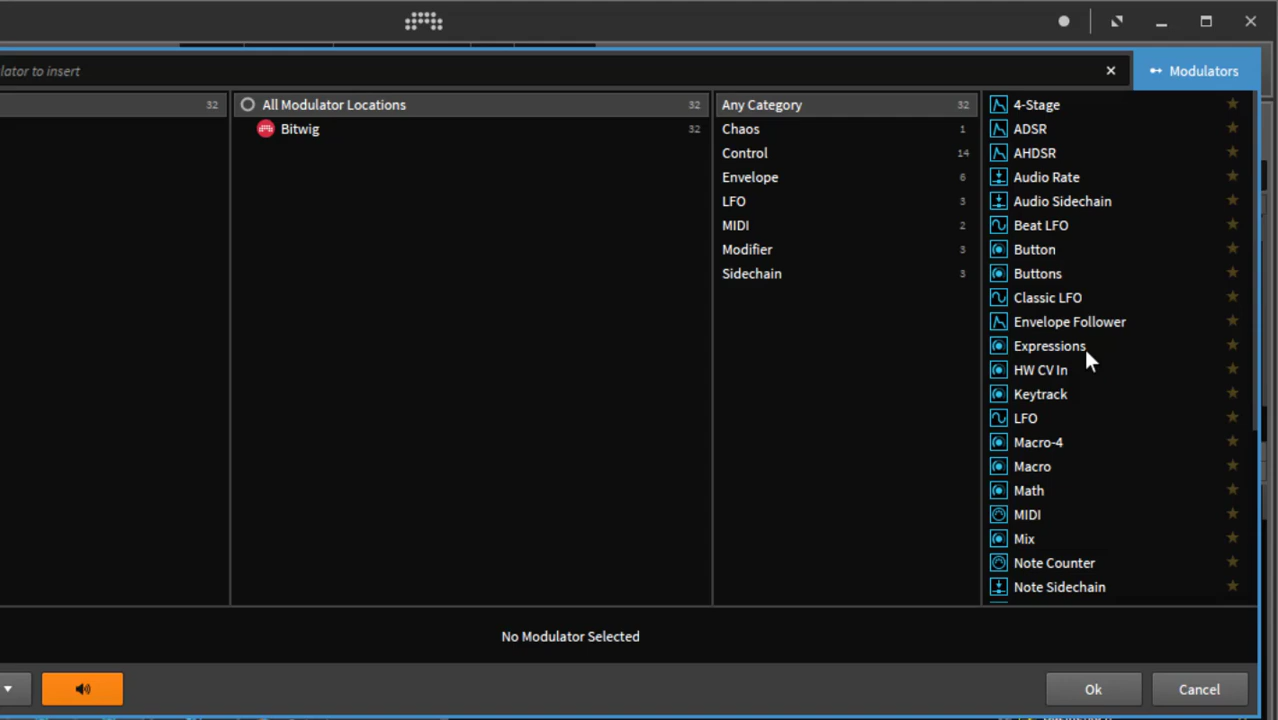 lator to insert
Modulators
32
All Modulator Locations 32
Bitwig 32
Any Category 32
Chaos 1
Control 14
Envelope 6
LFO 3
MIDI 2
Modifier 3
Sidechain 3
4-Stage
ADSR
AHDSR
Audio Rate
Audio Sidechain
Beat LFO
Button
Buttons
Classic LFO
Envelope Follower
Expressions
HW CV In
Keytrack
LFO
Macro-4
Macro
Math
MIDI
Mix
Note Counter
Note Sidechain
No Modulator Selected
Ok
Cancel